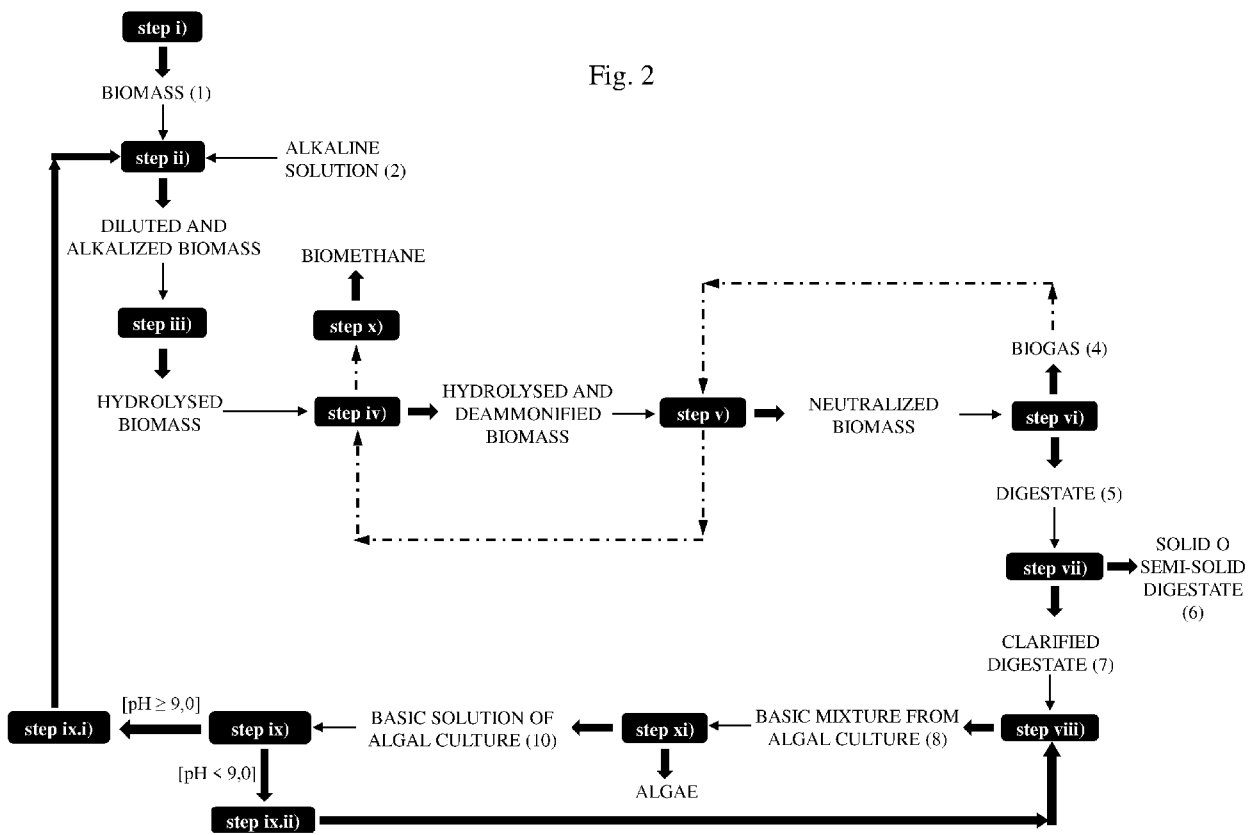 step i)
Fig. 2
BIOMASS (1)
step ii)
ALKALINE
SOLUTION (2)
DILUTED AND
ALKALIZED BIOMASS
BIOMETHANE
step iii)
step x)
BIOGAS (4)
HYDROLYSED
BIOMASS
step iv)
HYDROLYSED AND
DEAMMONIFIED
BIOMASS
step v)
NEUTRALIZED
BIOMASS
step vi)
DIGESTATE (5)
step vii)
SOLID O
SEMI-SOLID
DIGESTATE
(6)
CLARIFIED
DIGESTATE (7)
step viii)
BASIC MIXTURE FROM
ALGAL CULTURE (8)
step xi)
ALGAE
BASIC SOLUTION OF
ALGAL CULTURE (10)
step ix)
[pH ≥ 9,0]
step ix.i)
[pH < 9,0]
step ix.ii)